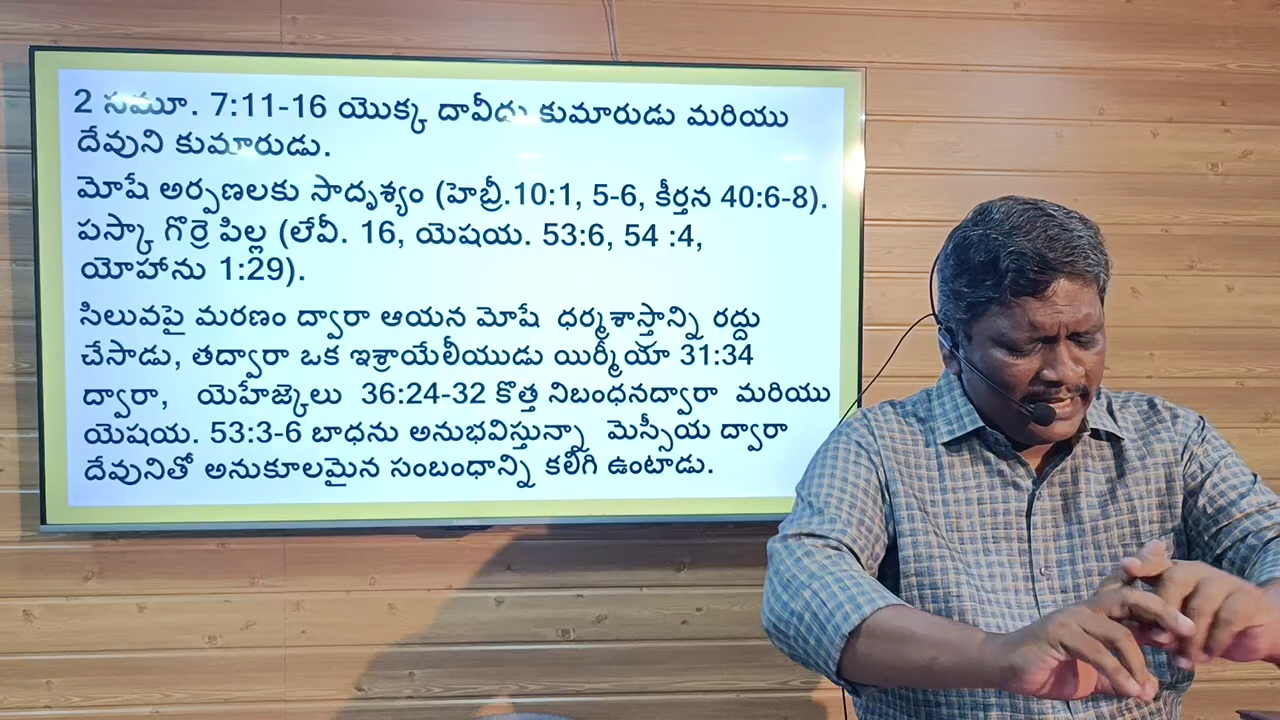 2 సమూ. 7:11-16 యొక్క దావీదు కుమారుడు మరియు
దేవుని కుమారుడు.
మోషే అర్పణలకు సాదృశ్యం (హెబ్రీ.10:1, 5-6, కీర్తన 40:6-8).
పస్కా గొర్రె పిల్ల (లేవీ. 16, యెషయ. 53:6, 54 :4,
యోహాను 1:29).
సిలువపై మరణం ద్వారా ఆయన మోషే ధర్మశాస్త్రాన్ని రద్దు
చేసాడు, తద్వారా ఒక ఇశ్రాయేలీయుడు యిర్మీయా 31:34
ద్వారా, యెహేజ్కెలు 36:24-32 కొత్త నిబంధనద్వారా మరియు
యెషయ. 53:3-6 బాధను అనుభవిస్తున్నా మెస్సీయ ద్వారా
దేవునితో అనుకూలమైన సంబంధాన్ని కలిగి ఉంటాడు.